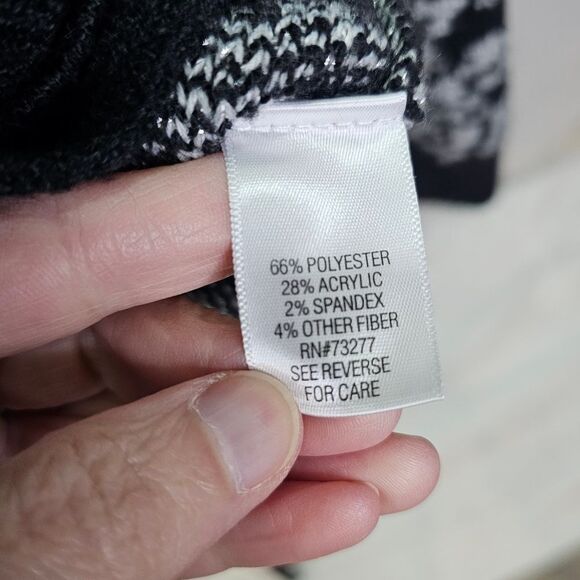 66% POLYESTER
28% ACRYLIC
2% SPANDEX
4% OTHER FIBER
RN#73277
SEE REVERSE
FOR CARE